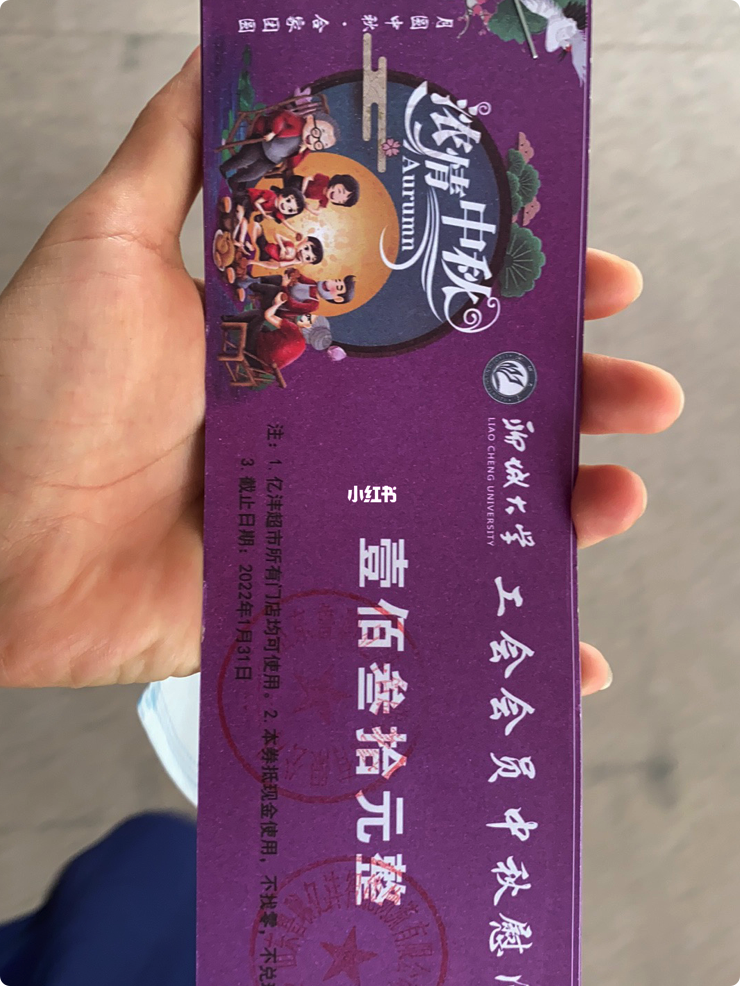 月圆中秋·合家团圆
浓情中秋
Aurumn
聊城大学
LIAO CHENG UNIVERSITY
工会会员中秋慰
壹佰叁拾元整
注：1.亿沣超市所有门店均可使用。2.本券抵现金使用，不找零，不兑
3.截止日期：2022年1月31日
小红书